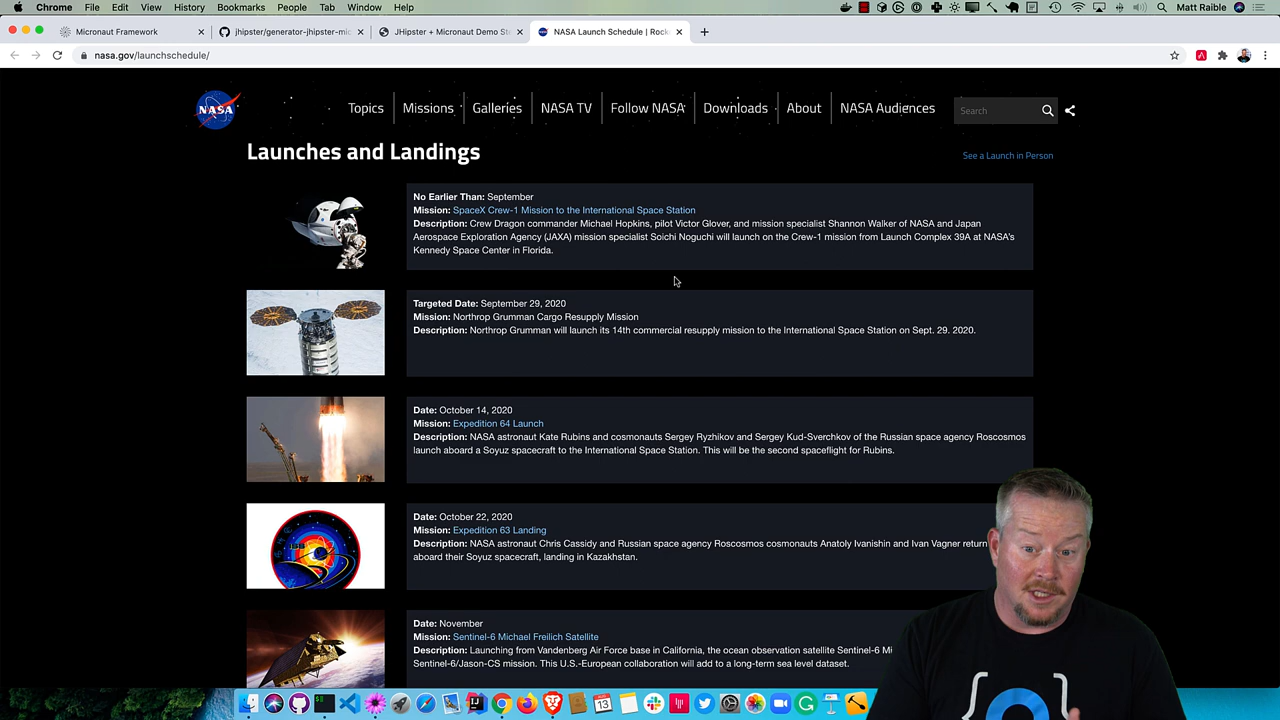 Chrome File Edit View History Bookmarks People Tab Window Help Matt Raible
Micronaut Framework jhipster/generator-jhipster-mic JHipster + Micronaut Demo Ste NASA Launch Schedule | Rock
nasa.gov/launchschedule/
NASA
Topics Missions Galleries NASA TV Follow NASA Downloads About NASA Audiences Search
Launches and Landings
See a Launch in Person
No Earlier Than: September
Mission: SpaceX Crew-1 Mission to the International Space Station
Description: Crew Dragon commander Michael Hopkins, pilot Victor Glover, and mission specialist Shannon Walker of NASA and Japan
Aerospace Exploration Agency (JAXA) mission specialist Soichi Noguchi will launch on the Crew-1 mission from Launch Complex 39A at NASA's
Kennedy Space Center in Florida.
Targeted Date: September 29, 2020
Mission: Northrop Grumman Cargo Resupply Mission
Description: Northrop Grumman will launch its 14th commercial resupply mission to the International Space Station on Sept. 29. 2020.
Date: October 14, 2020
Mission: Expedition 64 Launch
Description: NASA astronaut Kate Rubins and cosmonauts Sergey Ryzhikov and Sergey Kud-Sverchkov of the Russian space agency Roscosmos
launch aboard a Soyuz spacecraft to the International Space Station. This will be the second spaceflight for Rubins.
Date: October 22, 2020
Mission: Expedition 63 Landing
Description: NASA astronaut Chris Cassidy and Russian space agency Roscosmos cosmonauts Anatoly Ivanishin and Ivan Vagner return
aboard their Soyuz spacecraft, landing in Kazakhstan.
Date: November
Mission: Sentinel-6 Michael Freilich Satellite
Description: Launching from Vandenberg Air Force base in California, the ocean observation satellite Sentinel-6 Mi
Sentinel-6/Jason-CS mission. This U.S.-European collaboration will add to a long-term sea level dataset.
13